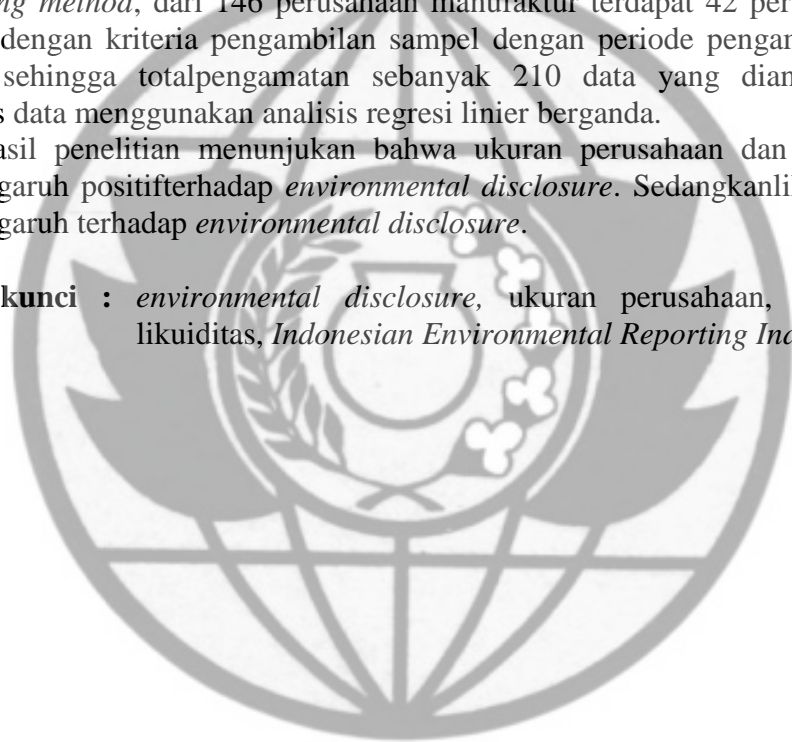 ng method, dari 146 perusahaan manufaktur terdapat 42 per
dengan kriteria pengambilan sampel dengan periode pengan
sehingga totalpengamatan sebanyak 210 data yang dian
s data menggunakan analisis regresi linier berganda.
asil penelitian menunjukan bahwa ukuran perusahaan dan
garuh positifterhadap environmental disclosure. Sedangkanlil
garuh terhadap environmental disclosure.
kunci : environmental disclosure, ukuran perusahaan,
likuiditas, Indonesian Environmental Reporting Ind